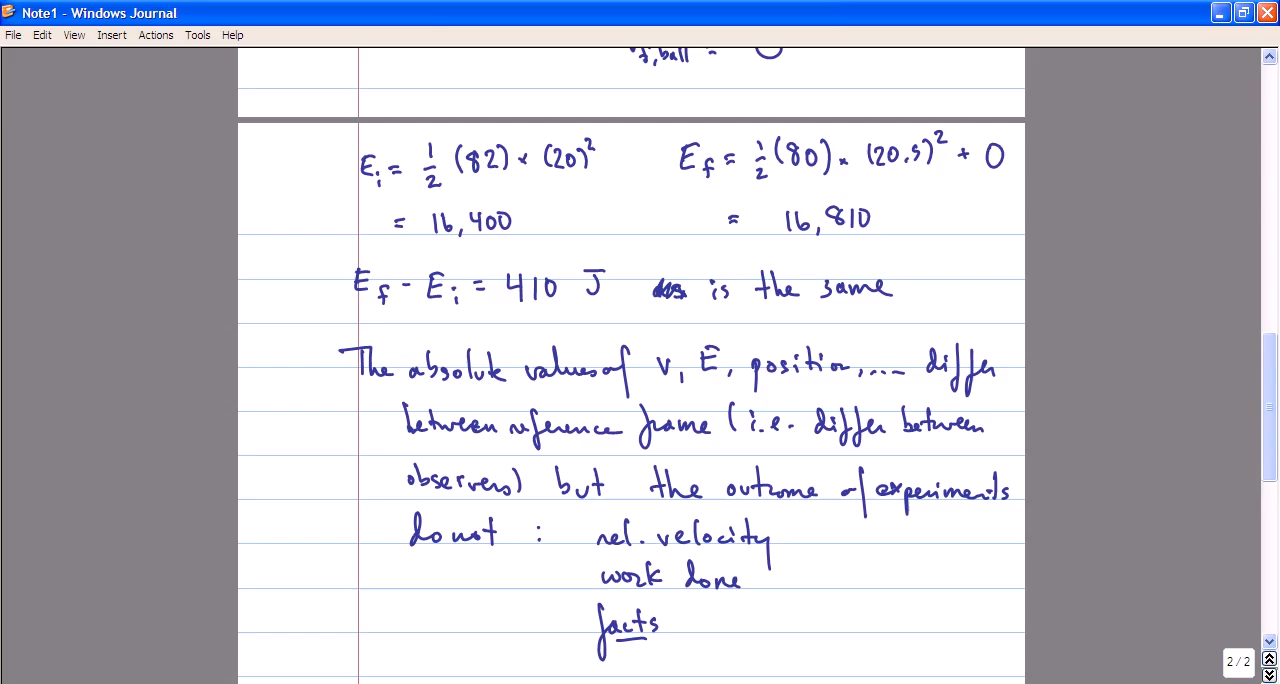 Note1 - Windows Journal
File Edit View Insert Actions Tools Help
f,ball = 0
Ei = 1/2 (82) × (20)² Ef = 1/2 (80) × (20.5)² + 0
= 16,400 = 16,810
Ef - Ei = 410 J is the same
The absolute values of v, E, position, ... differ
between reference frame (i.e. differ between
observers) but the outcome of experiments
do not : rel. velocity
work done
facts
2 / 2